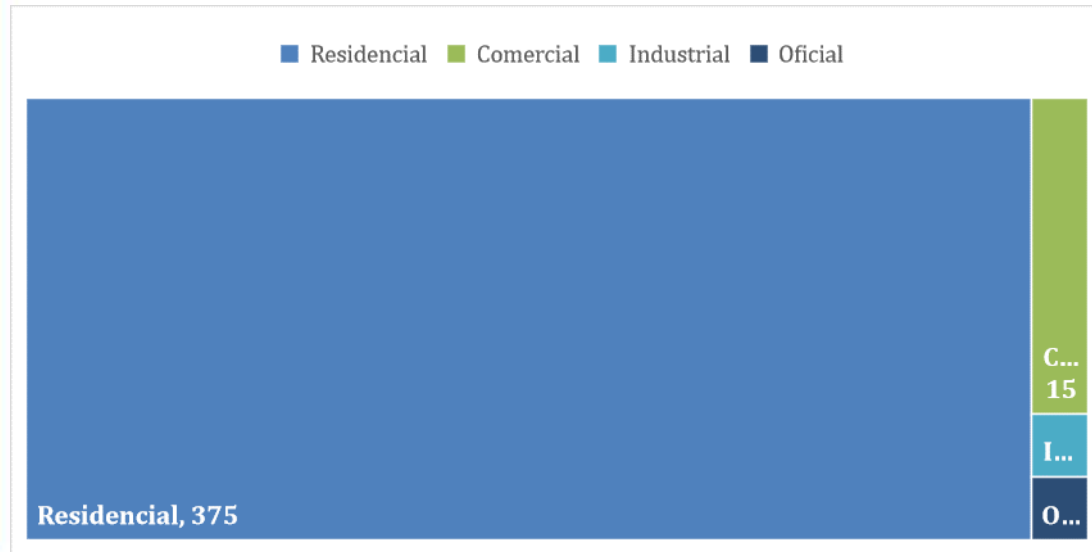 Residencial Comercial Industrial Oficial
C...
15
I...
Residencial, 375
O...